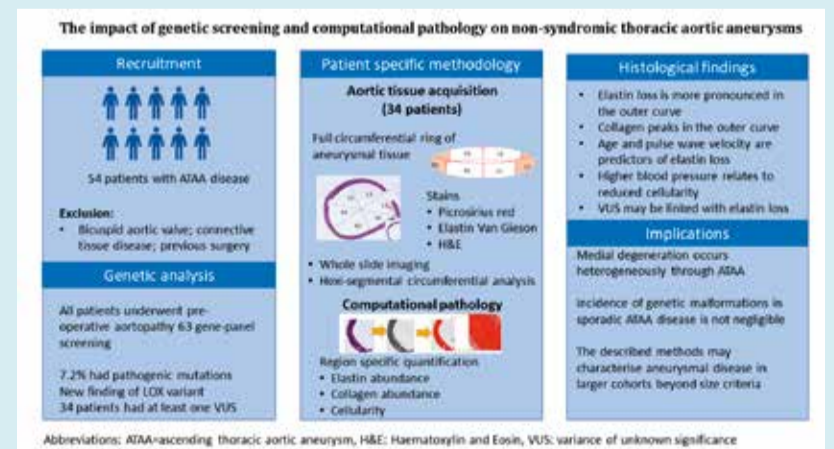 The impact of genetic screening and computational pathology on non-syndromic thoracic aortic aneurysms
Recruitment
54 patients with ATAA disease
Exclusion:
• Bicuspid aortic valve; connective
tissue disease; previous surgery
Genetic analysis
All patients underwent pre-
operative aortopathy 63 gene-panel
screening
7.2% had pathogenic mutations
New finding of LOX variant
34 patients had at least one VUS
Patient specific methodology
Aortic tissue acquisition
(34 patients)
Full circumferential ring of
aneurysmal tissue
Stains
• Picrosirius red
• Elastin Van Gieson
• H&E
• Whole slide imaging
• Hexi-segmental circumferential analysis
Computational pathology
Region specific quantification
• Elastin abundance
• Collagen abundance
• Cellularity
Histological findings
• Elastin loss is more pronounced in
the outer curve
• Collagen peaks in the outer curve
• Age and pulse wave velocity are
predictors of elastin loss
• Higher blood pressure relates to
reduced cellularity
• VUS may be linked with elastin loss
Implications
Medial degeneration occurs
heterogeneously through ATAA
Incidence of genetic malformations in
sporadic ATAA disease is not negligible
The described methods may
characterise aneurysmal disease in
larger cohorts beyond size criteria
Abbreviations: ATAA=ascending thoracic aortic aneurysm, H&E: Haematoxylin and Eosin, VUS: variance of unknown significance